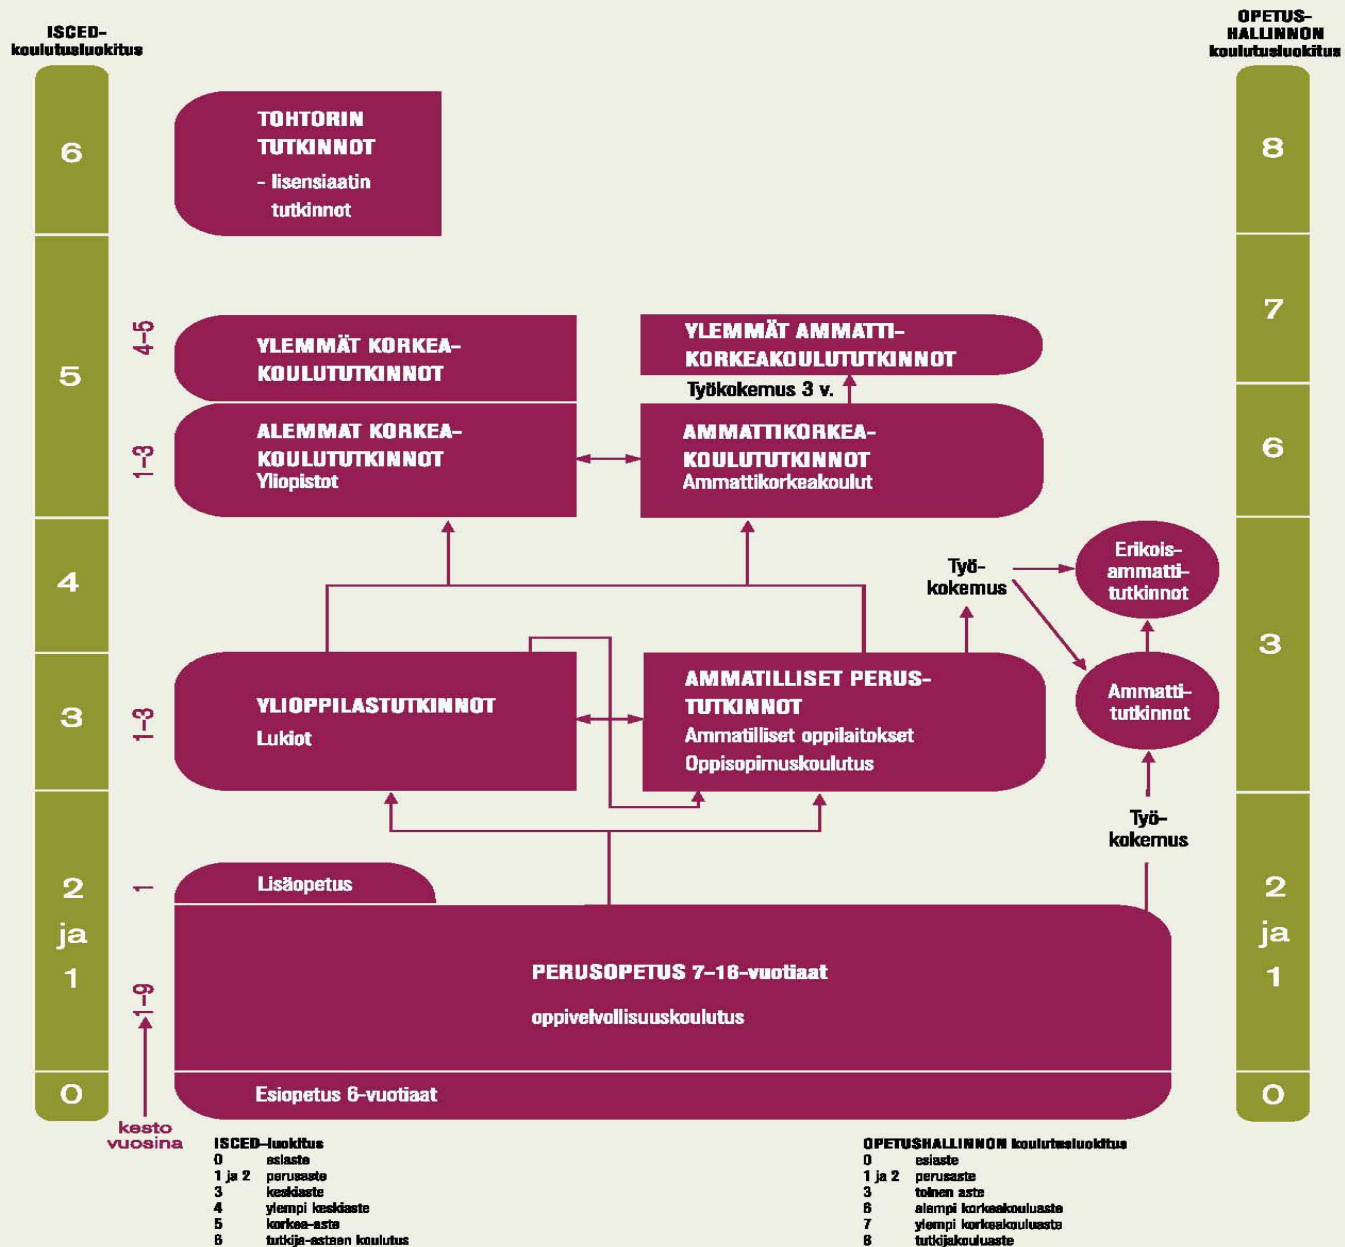 ISCED-
koulutusluokitus
OPETUS-
HALLINNON
koulutusluokitus
6
5
4
3
2
ja
1
0
8
7
6
3
2
ja
1
0
4–5
1–3
1–3
1
1–9
kesto
vuosina
TOHTORIN
TUTKINNOT
- lisensiaatin
tutkinnot
YLEMMÄT KORKEA-
KOULUTUTKINNOT
YLEMMÄT AMMATTI-
KORKEAKOULUTUTKINNOT
Työkokemus 3 v.
ALEMMAT KORKEA-
KOULUTUTKINNOT
Yliopistot
AMMATTIKORKEA-
KOULUTUTKINNOT
Ammattikorkeakoulut
Työ-
kokemus
Erikois-
ammatti-
tutkinnot
YLIOPPILASTUTKINNOT
Lukiot
AMMATILLISET PERUS-
TUTKINNOT
Ammatilliset oppilaitokset
Oppisopimuskoulutus
Ammatti-
tutkinnot
Työ-
kokemus
Lisäopetus
PERUSOPETUS 7–16-vuotiaat
oppivelvollisuuskoulutus
Esiopetus 6-vuotiaat
ISCED-luokitus
0 esiaste
1 ja 2 perusaste
3 keskiaste
4 ylempi keskiaste
5 korkea-aste
6 tutkija-asteen koulutus
OPETUSHALLINNON koulutusluokitus
0 esiaste
1 ja 2 perusaste
3 toinen aste
6 alempi korkeakouluaste
7 ylempi korkeakouluaste
8 tutkijakouluaste